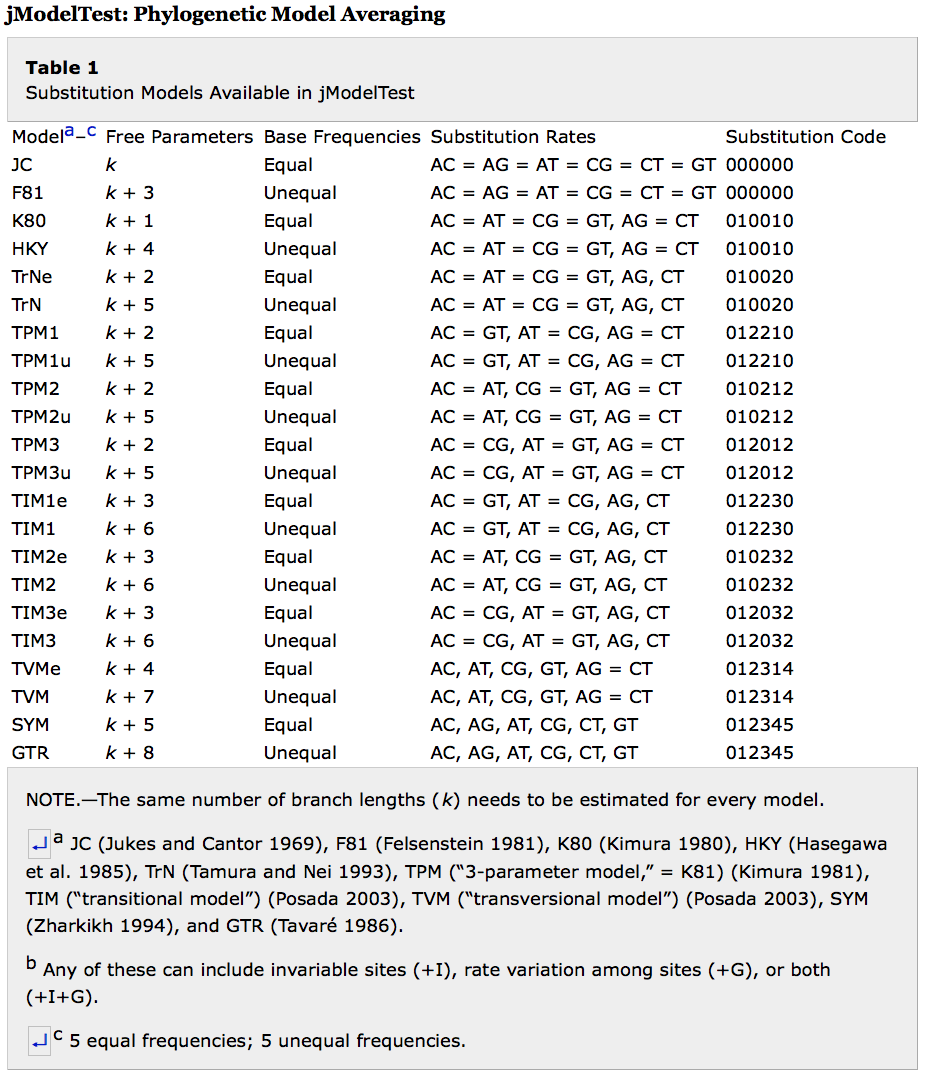 jModelTest: Phylogenetic Model Averaging
Table 1
Substitution Models Available in jModelTest
Modela–c Free Parameters Base Frequencies Substitution Rates Substitution Code
JC k Equal AC = AG = AT = CG = CT = GT 000000
F81 k + 3 Unequal AC = AG = AT = CG = CT = GT 000000
K80 k + 1 Equal AC = AT = CG = GT, AG = CT 010010
HKY k + 4 Unequal AC = AT = CG = GT, AG = CT 010010
TrNe k + 2 Equal AC = AT = CG = GT, AG, CT 010020
TrN k + 5 Unequal AC = AT = CG = GT, AG, CT 010020
TPM1 k + 2 Equal AC = GT, AT = CG, AG = CT 012210
TPM1u k + 5 Unequal AC = GT, AT = CG, AG = CT 012210
TPM2 k + 2 Equal AC = AT, CG = GT, AG = CT 010212
TPM2u k + 5 Unequal AC = AT, CG = GT, AG = CT 010212
TPM3 k + 2 Equal AC = CG, AT = GT, AG = CT 012012
TPM3u k + 5 Unequal AC = CG, AT = GT, AG = CT 012012
TIM1e k + 3 Equal AC = GT, AT = CG, AG, CT 012230
TIM1 k + 6 Unequal AC = GT, AT = CG, AG, CT 012230
TIM2e k + 3 Equal AC = AT, CG = GT, AG, CT 010232
TIM2 k + 6 Unequal AC = AT, CG = GT, AG, CT 010232
TIM3e k + 3 Equal AC = CG, AT = GT, AG, CT 012032
TIM3 k + 6 Unequal AC = CG, AT = GT, AG, CT 012032
TVMe k + 4 Equal AC, AT, CG, GT, AG = CT 012314
TVM k + 7 Unequal AC, AT, CG, GT, AG = CT 012314
SYM k + 5 Equal AC, AG, AT, CG, CT, GT 012345
GTR k + 8 Unequal AC, AG, AT, CG, CT, GT 012345
NOTE.—The same number of branch lengths (k) needs to be estimated for every model.
a JC (Jukes and Cantor 1969), F81 (Felsenstein 1981), K80 (Kimura 1980), HKY (Hasegawa
et al. 1985), TrN (Tamura and Nei 1993), TPM (“3-parameter model,” = K81) (Kimura 1981),
TIM (“transitional model”) (Posada 2003), TVM (“transversional model”) (Posada 2003), SYM
(Zharkikh 1994), and GTR (Tavaré 1986).
b Any of these can include invariable sites (+I), rate variation among sites (+G), or both
(+I+G).
c 5 equal frequencies; 5 unequal frequencies.